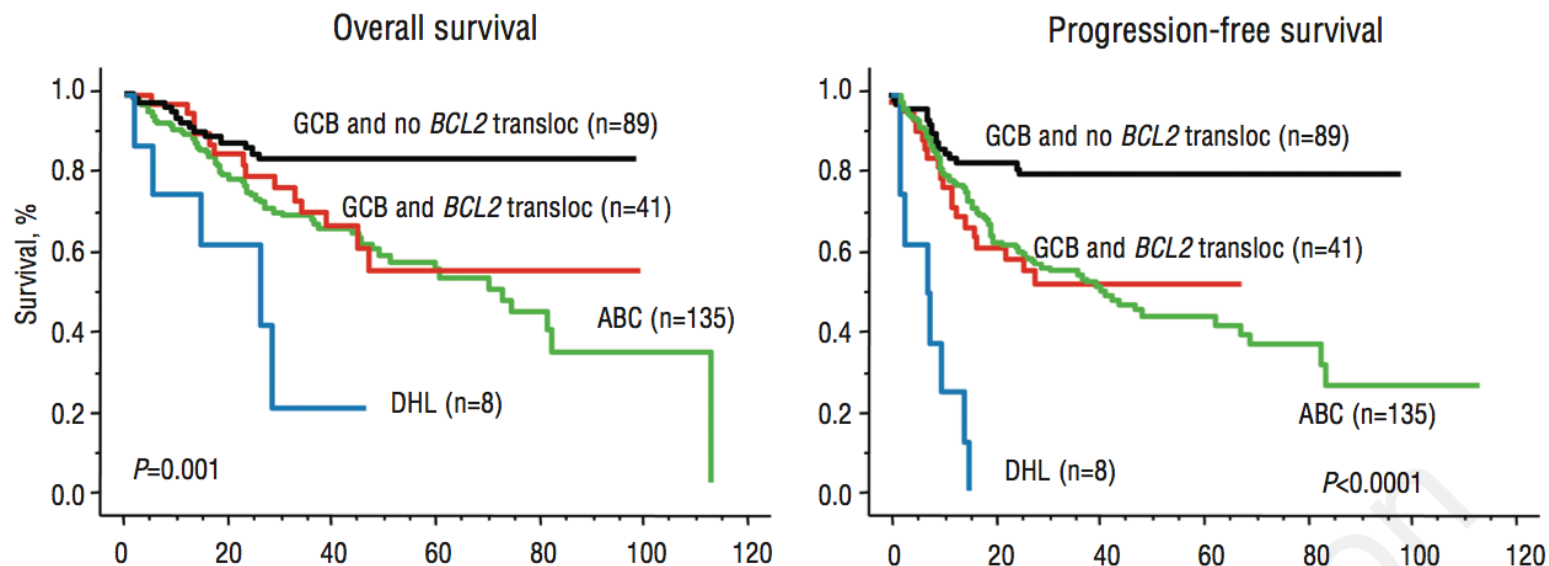 Overall survival
Progression-free survival
Survival, %
1.0
0.8
0.6
0.4
0.2
0.0
GCB and no BCL2 transloc (n=89)
GCB and BCL2 transloc (n=41)
ABC (n=135)
DHL (n=8)
P=0.001
0 20 40 60 80 100 120
1.0
0.8
0.6
0.4
0.2
0.0
GCB and no BCL2 transloc (n=89)
GCB and BCL2 transloc (n=41)
ABC (n=135)
DHL (n=8)
P<0.0001
0 20 40 60 80 100 120
on